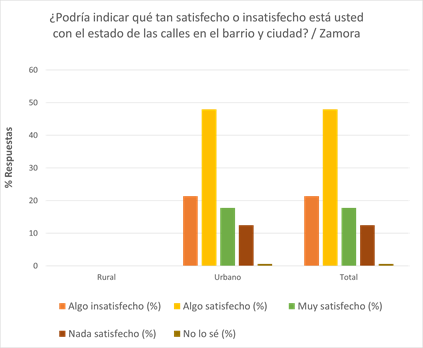 ¿Podría indicar qué tan satisfecho o insatisfecho está usted
con el estado de las calles en el barrio y ciudad? / Zamora
60
50
40
30
20
10
0
% Respuestas
Rural Urbano Total
Algo insatisfecho (%) Algo satisfecho (%) Muy satisfecho (%)
Nada satisfecho (%) No lo sé (%)